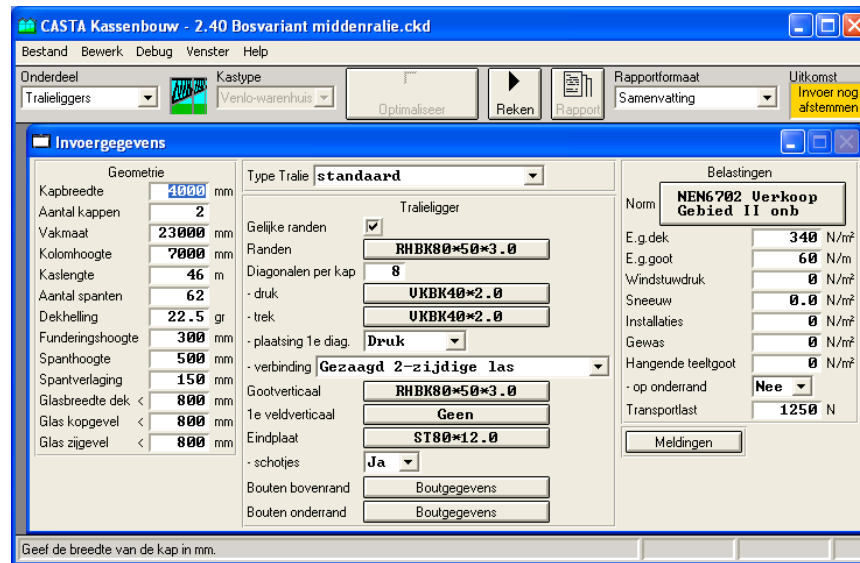 CASTA Kassenbouw - 2.40 Bosvariant middenralie.ckd
Bestand Bewerk Debug Venster Help
Onderdeel
Tralieliggers
Kastype
Venlo-warenhuis
Optimaliseer
Reken
Rapport
Rapportformaat
Samenvatting
Uitkomst
Invoer nog
afstemmen
Invoergegevens
Geometrie
Kapbreedte 4000 mm
Aantal kappen 2
Vakmaat 23000 mm
Kolomhoogte 7000 mm
Kaslengte 46 m
Aantal spanten 62
Dekhelling 22.5 gr
Funderingshoogte 300 mm
Spanthoogte 500 mm
Spantverlaging 150 mm
Glasbreedte dek < 800 mm
Glas kopgevel < 800 mm
Glas zijgevel < 800 mm
Type Tralie standaard
Tralieligger
Gelijke randen
Randen RHBK80*50*3.0
Diagonalen per kap 8
- druk VKBK40*2.0
- trek VKBK40*2.0
- plaatsing 1e diag. Druk
- verbinding Gezaagd 2-zijdige las
Gootverticaal RHBK80*50*3.0
1e veldverticaal Geen
Eindplaat ST80*12.0
- schotjes Ja
Bouten bovenrand Boutgegevens
Bouten onderrand Boutgegevens
Belastingen
Norm NEN6702 Verkoop
Gebied II onb
E.g.dek 340 N/m²
E.g.goot 60 N/m
Windstuwdruk 0 N/m²
Sneeuw 0.0 N/m²
Installaties 0 N/m²
Gewas 0 N/m²
Hangende teeltgoot 0 N/m²
- op onderrand Nee
Transportlast 1250 N
Meldingen
Geef de breedte van de kap in mm.